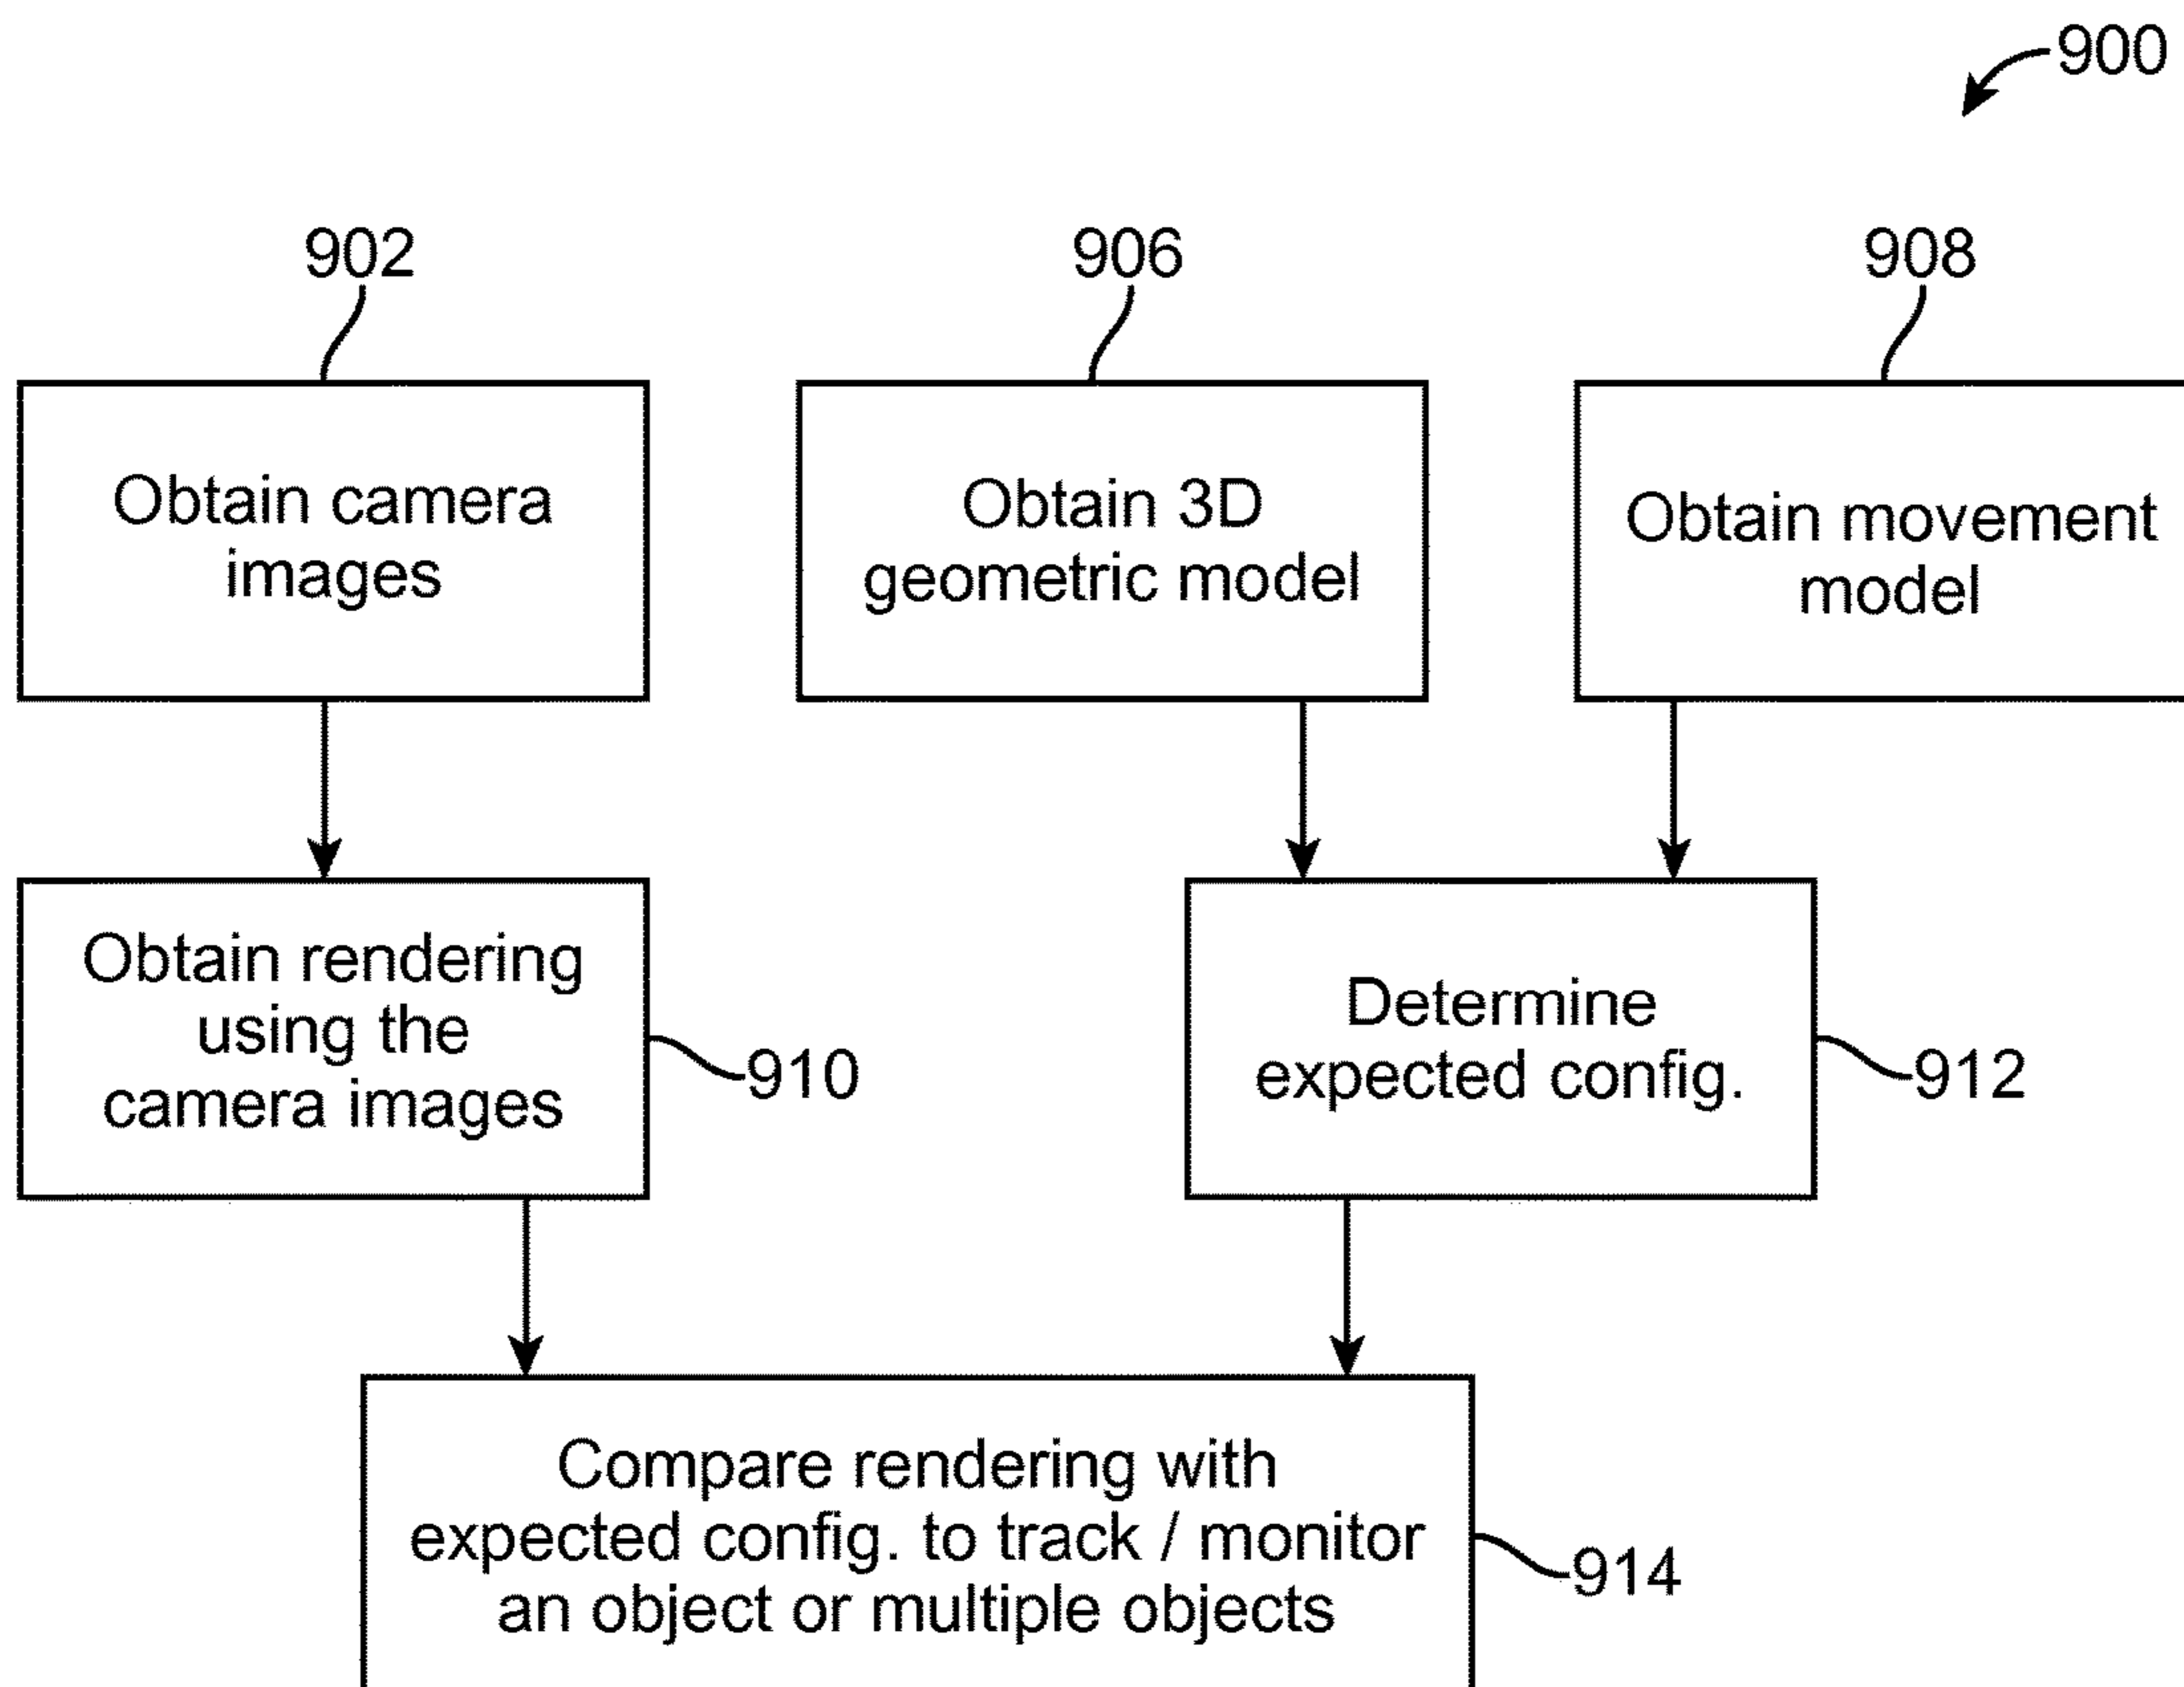 900
902
906
908
Obtain camera
images
Obtain 3D
geometric model
Obtain movement
model
Obtain rendering
using the
camera images
910
Determine
expected config.
912
Compare rendering with
expected config. to track / monitor
an object or multiple objects
914